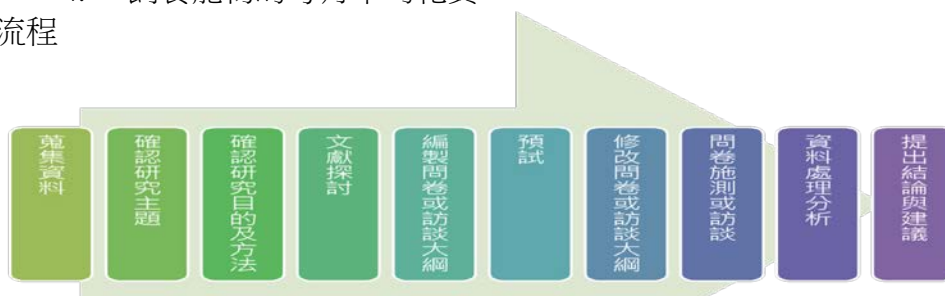 流程
蒐集資料
確認研究主題
確認研究目的及方法
文獻探討
編製問卷或訪談大綱
預試
修改問卷或訪談大綱
問卷施測或訪談
資料處理分析
提出結論與建議